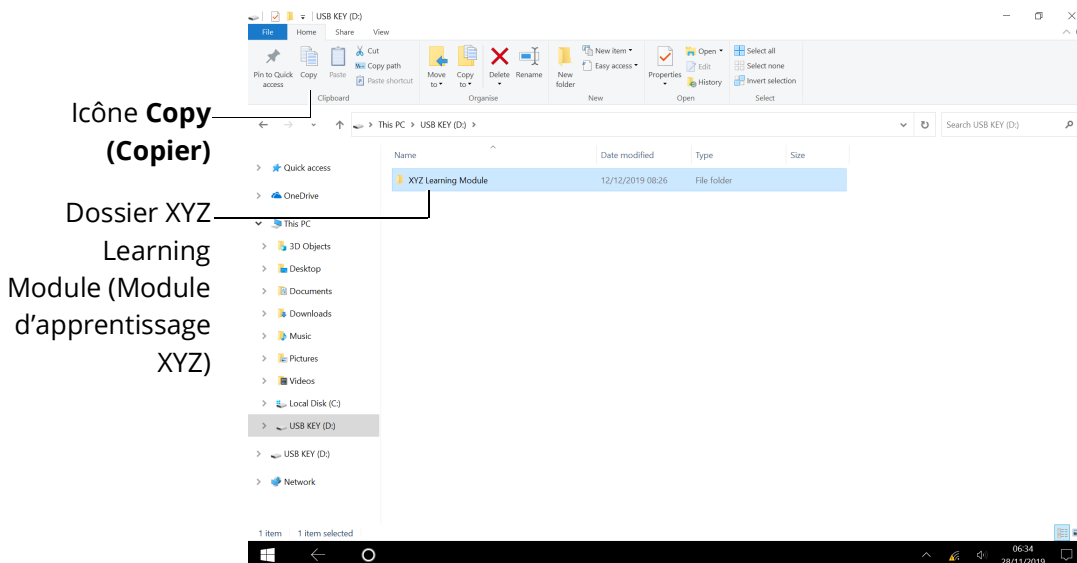 USB KEY (D:)
File Home Share View
Pin to Quick access
Copy
Paste
Cut
Copy path
Paste shortcut
Move to
Copy to
Delete
Rename
New folder
New item
Easy access
Properties
Open
Edit
History
Select all
Select none
Invert selection
Clipboard Organise New Open Select
Icône Copy
(Copier)
This PC > USB KEY (D:) >
Search USB KEY (D:)
Name Date modified Type Size
XYZ Learning Module 12/12/2019 08:26 File folder
Dossier XYZ
Learning
Module (Module
d’apprentissage
XYZ)
Quick access
OneDrive
This PC
3D Objects
Desktop
Documents
Downloads
Music
Pictures
Videos
Local Disk (C:)
USB KEY (D:)
USB KEY (D:)
Network
1 item 1 item selected
06:34
28/11/2019